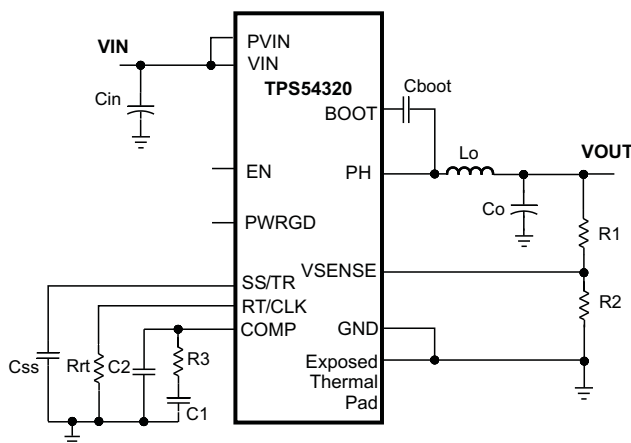 VIN
PVIN
VIN
TPS54320
Cboot
Cin
BOOT
Lo
VOUT
EN
PH
Co
R1
PWRGD
VSENSE
SS/TR
R2
RT/CLK
COMP
GND
Css
Rrt
C2
R3
C1
Exposed
Thermal
Pad